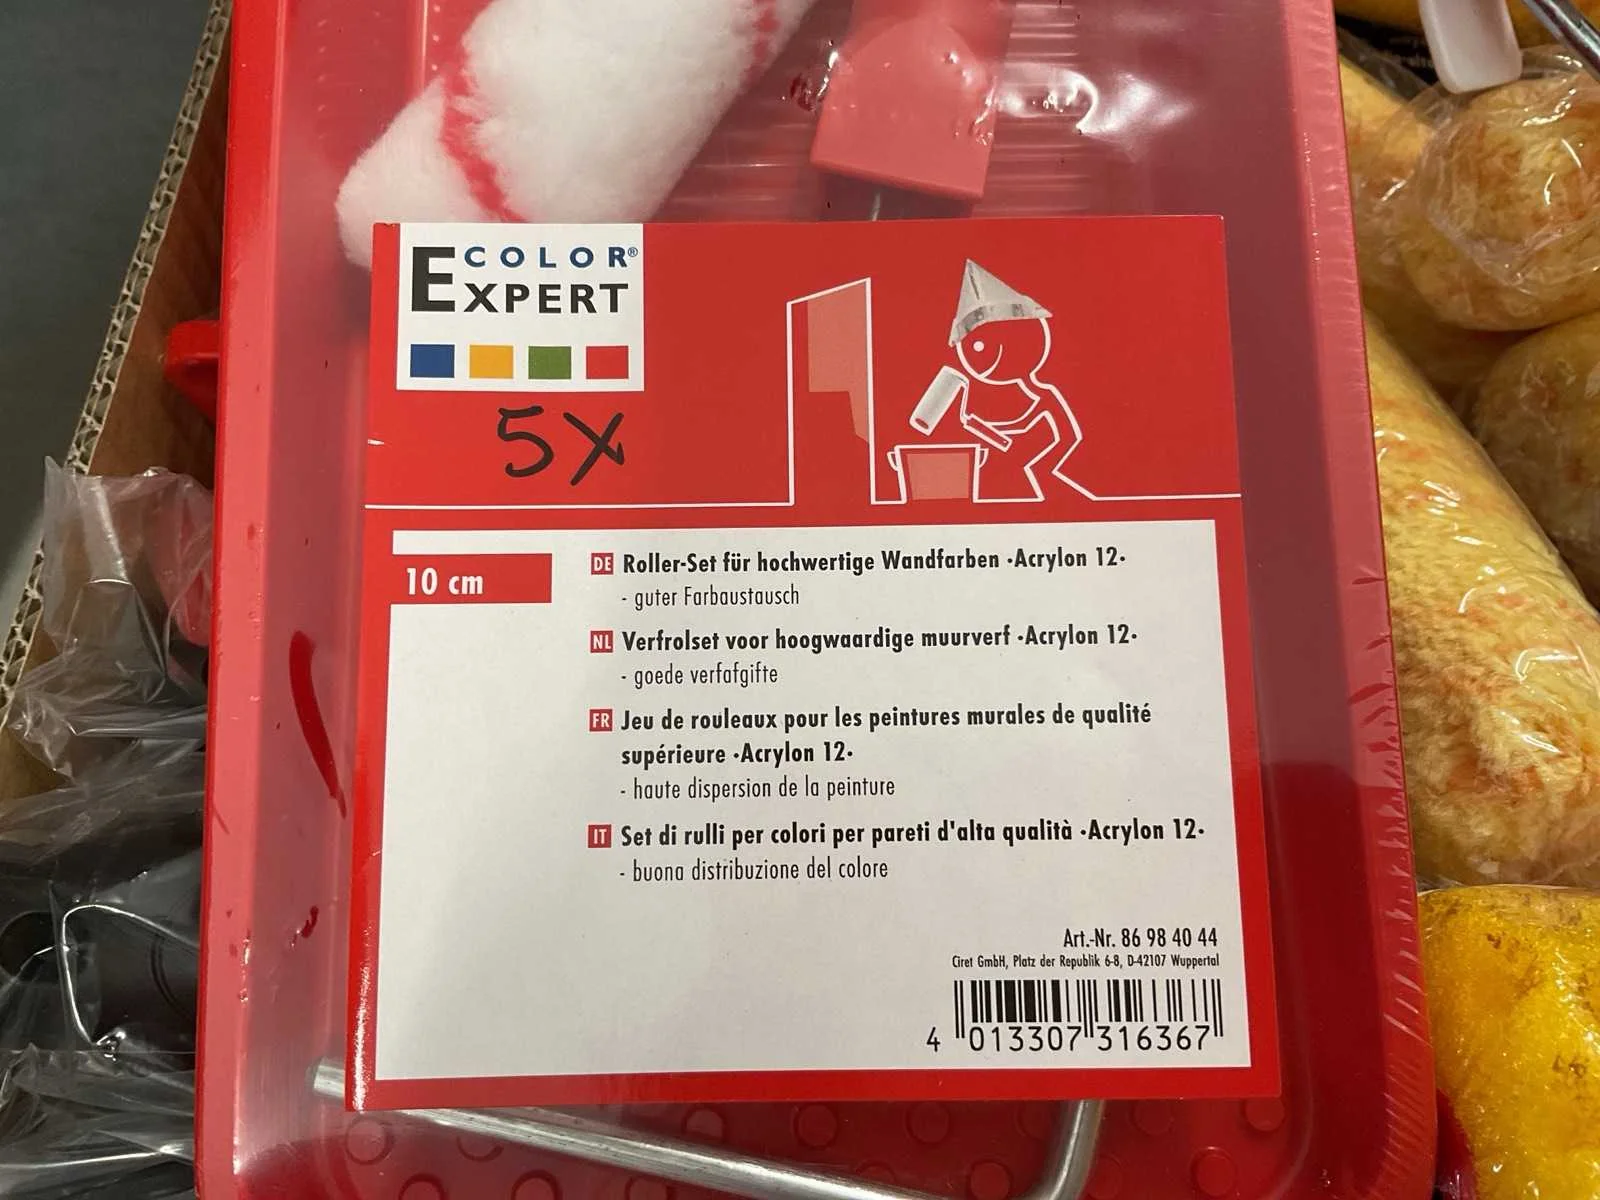 COLOR®
EXPERT
5X
10 cm
DE Roller-Set für hochwertige Wandfarben •Acrylon 12•
- guter Farbaustausch
NL Verfrolset voor hoogwaardige muurverf •Acrylon 12•
- goede verfafgifte
FR Jeu de rouleaux pour les peintures murales de qualité
supérieure •Acrylon 12•
- haute dispersion de la peinture
IT Set di rulli per colori per pareti d'alta qualità •Acrylon 12•
- buona distribuzione del colore
Art.-Nr. 86 98 40 44
Ciret GmbH, Platz der Republik 6-8, D-42107 Wuppertal
4 013307 316367